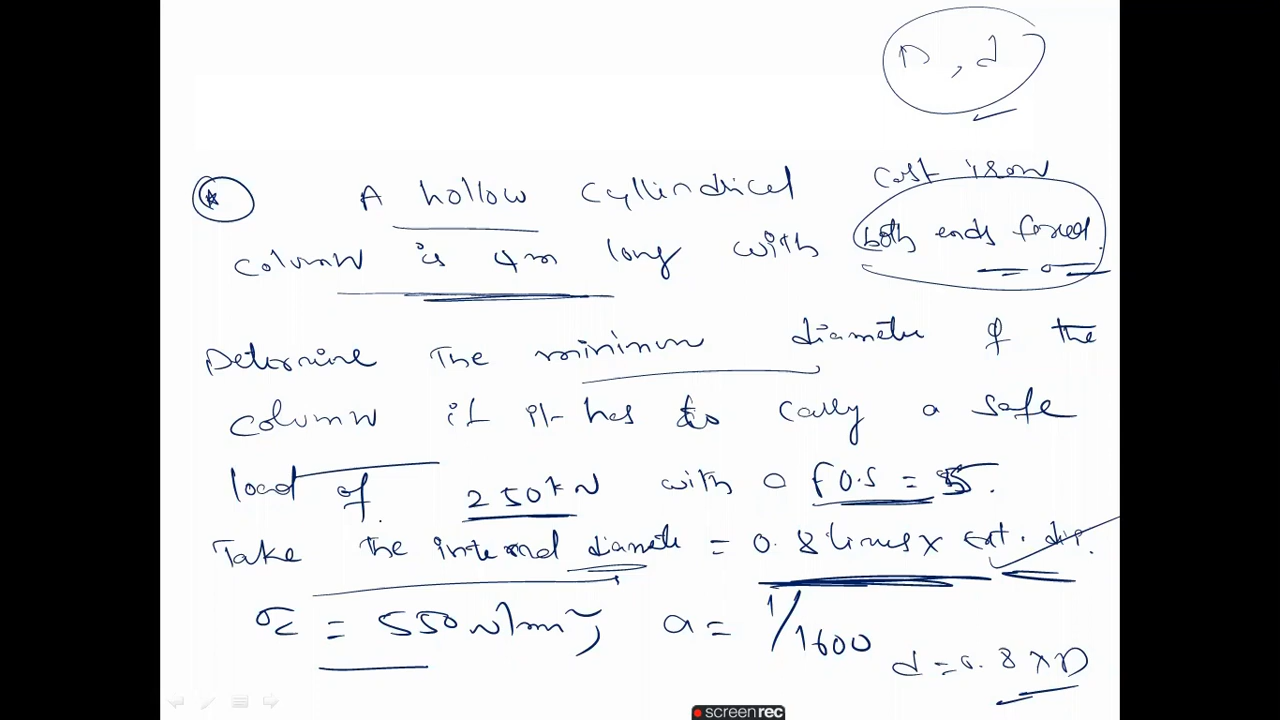 D, d
A hollow cylindrical cast iron
column is 4m long with both ends fixed.
Determine the minimum diameter of the
column if it has to carry a safe
load of 250kN with a F.O.S = 5.
Take the internal diameter = 0.8 times x ext. dia.
σc = 550 N/mm², a = 1/1600
d = 0.8 x D
screenrec